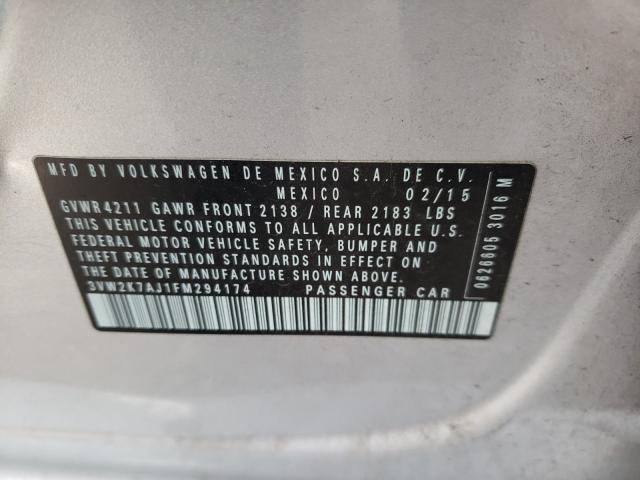 MFD BY VOLKSWAGEN DE MEXICO S.A. DE C.V.
MEXICO 02/15
GVWR 4211 GAWR FRONT 2138 / REAR 2183 LBS
THIS VEHICLE CONFORMS TO ALL APPLICABLE U.S.
FEDERAL MOTOR VEHICLE SAFETY, BUMPER AND
THEFT PREVENTION STANDARDS IN EFFECT ON
THE DATE OF MANUFACTURE SHOWN ABOVE.
3VW2K7AJ1FM294174 PASSENGER CAR
0626605 3016 M